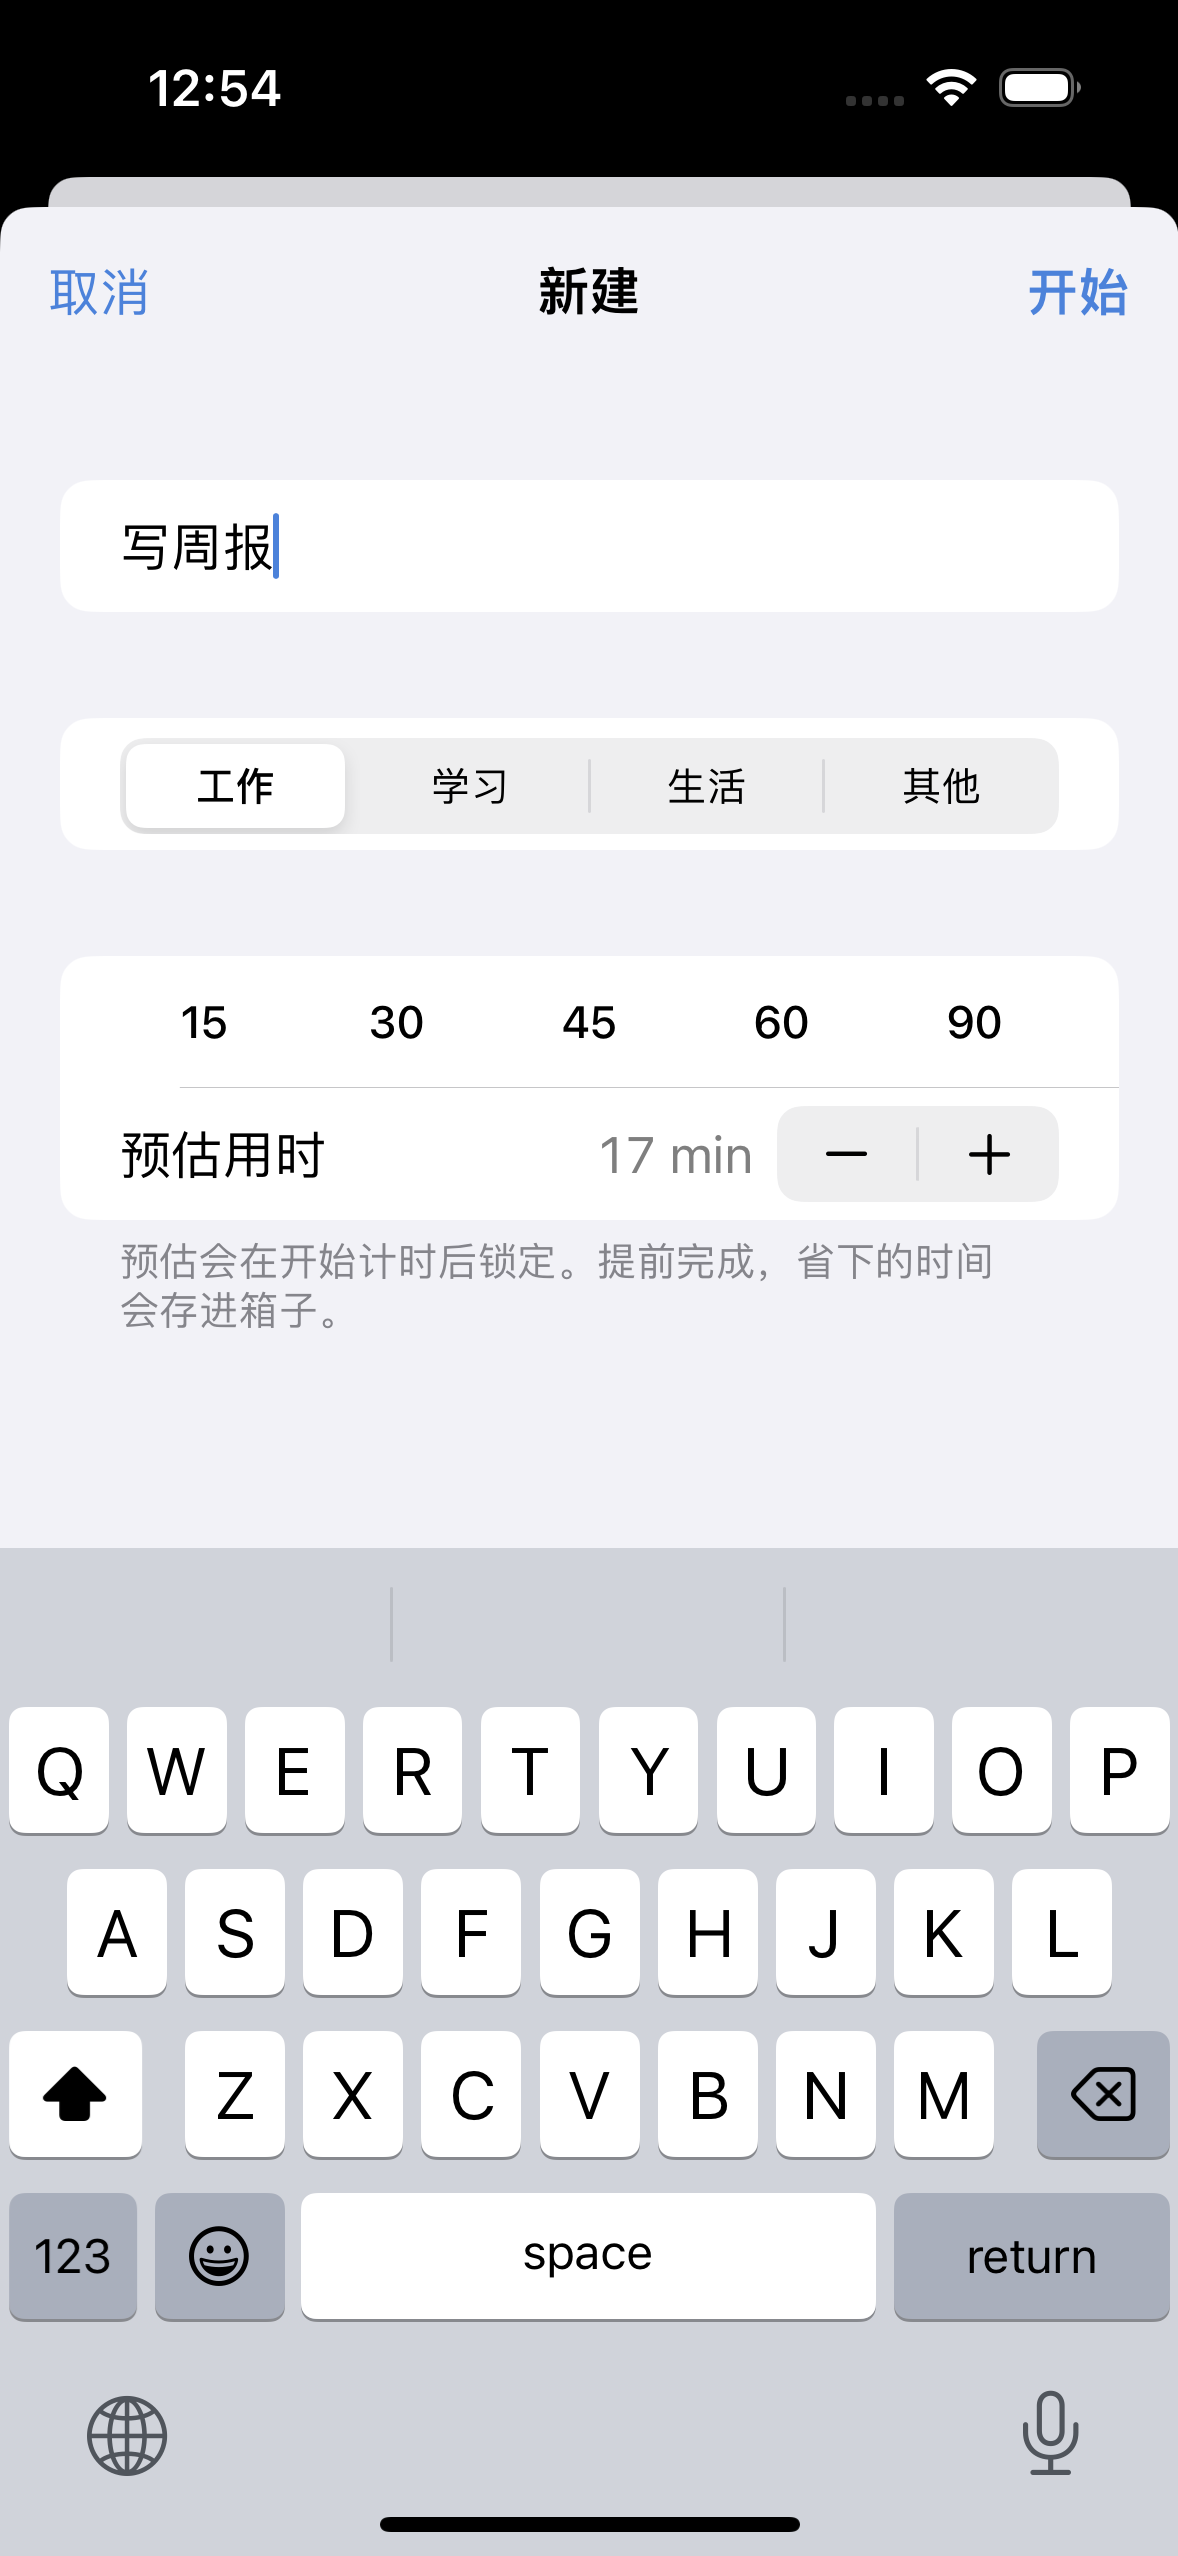 12:54
取消
新建
开始
写周报
工作
学习
生活
其他
15
30
45
60
90
预估用时
17 min
预估会在开始计时后锁定。提前完成，省下的时间
会存进箱子。
Q W E R T Y U I O P
A S D F G H J K L
Z X C V B N M
123
space
return